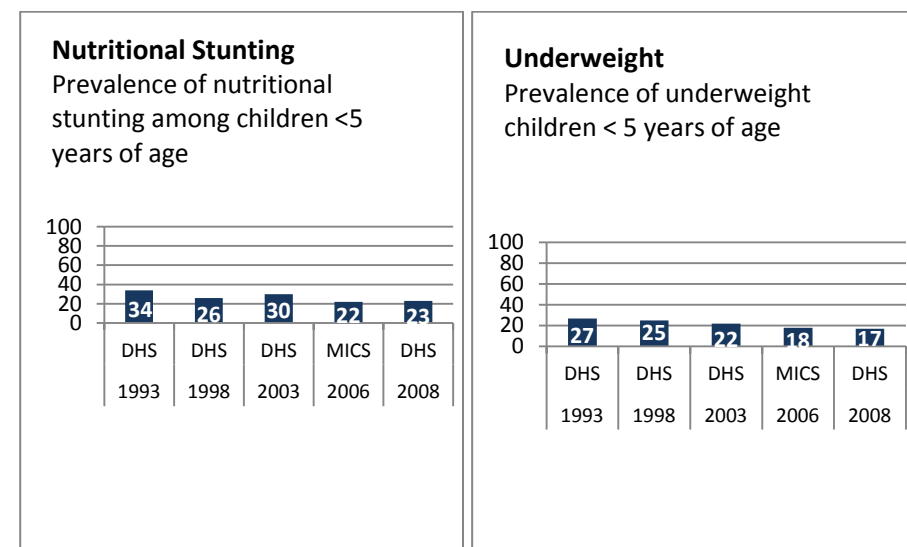 Nutritional Stunting
Prevalence of nutritional
stunting among children <5
years of age
100
80
60
40
20
0
34 26 30 22 23
DHS DHS DHS MICS DHS
1993 1998 2003 2006 2008
Underweight
Prevalence of underweight
children < 5 years of age
100
80
60
40
20
0
27 25 22 18 17
DHS DHS DHS MICS DHS
1993 1998 2003 2006 2008